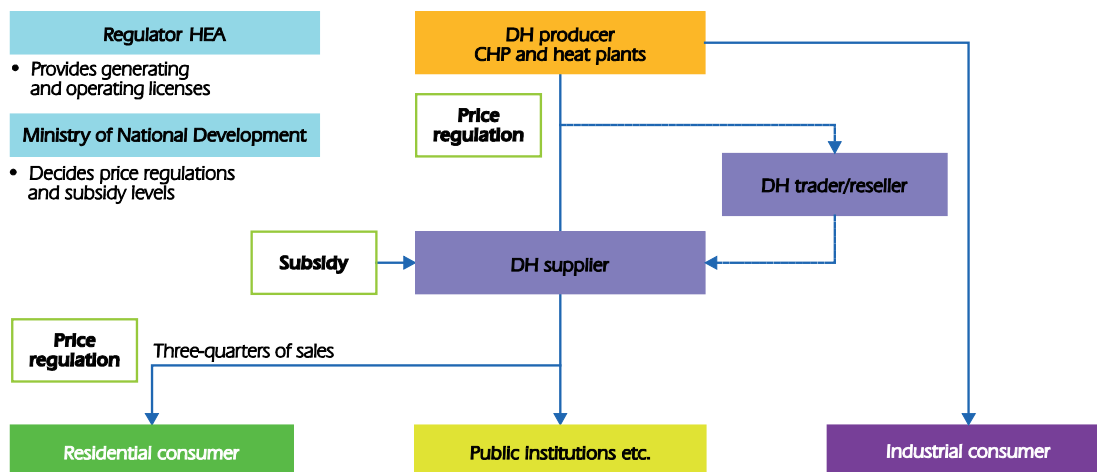 Regulator HEA
• Provides generating
and operating licenses
Ministry of National Development
• Decides price regulations
and subsidy levels
DH producer
CHP and heat plants
Price
regulation
DH trader/reseller
Subsidy
DH supplier
Price
regulation
Three-quarters of sales
Residential consumer
Public institutions etc.
Industrial consumer